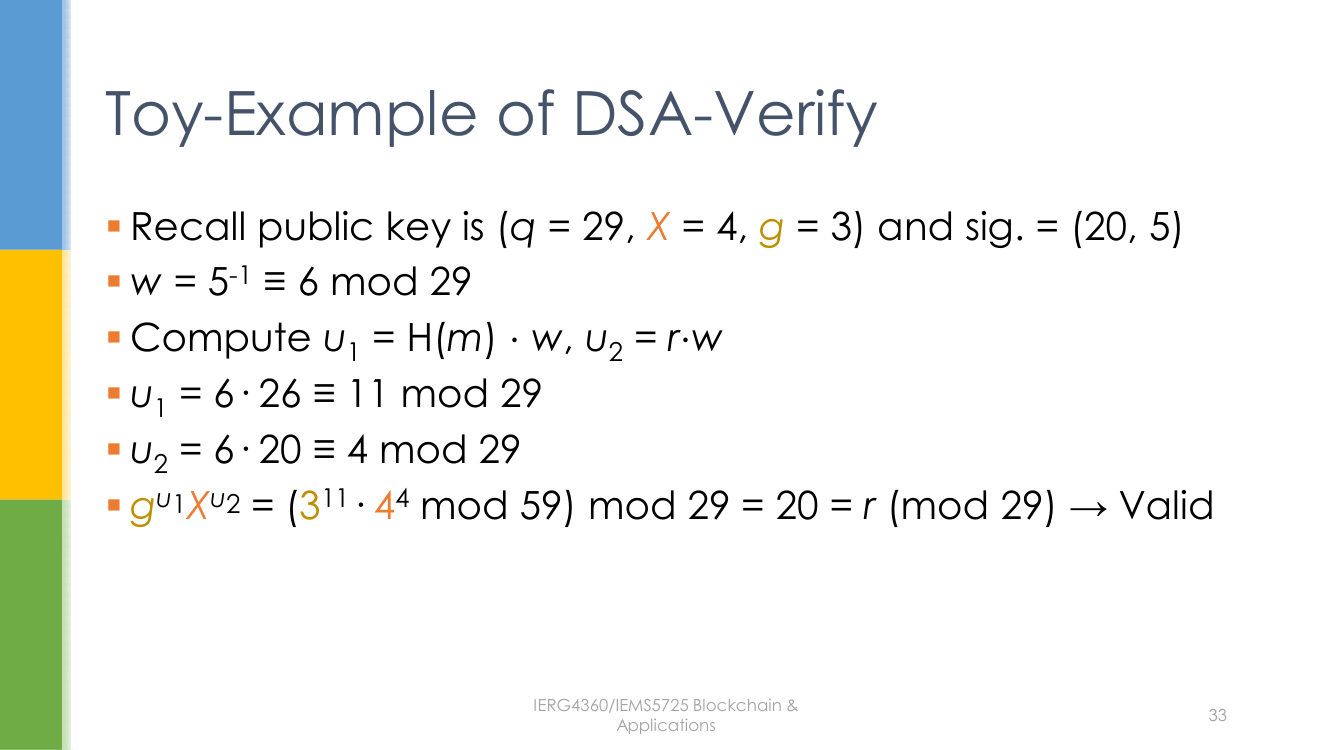 Toy-Example of DSA-Verify
▪ Recall public key is (q = 29, X = 4, g = 3) and sig. = (20, 5)
▪ w = 5⁻¹ ≡ 6 mod 29
▪ Compute u₁ = H(m) · w, u₂ = r·w
▪ u₁ = 6 · 26 ≡ 11 mod 29
▪ u₂ = 6 · 20 ≡ 4 mod 29
▪ g^u1X^u2 = (3¹¹ · 4⁴ mod 59) mod 29 = 20 = r (mod 29) → Valid
IERG4360/IEMS5725 Blockchain &
Applications
33